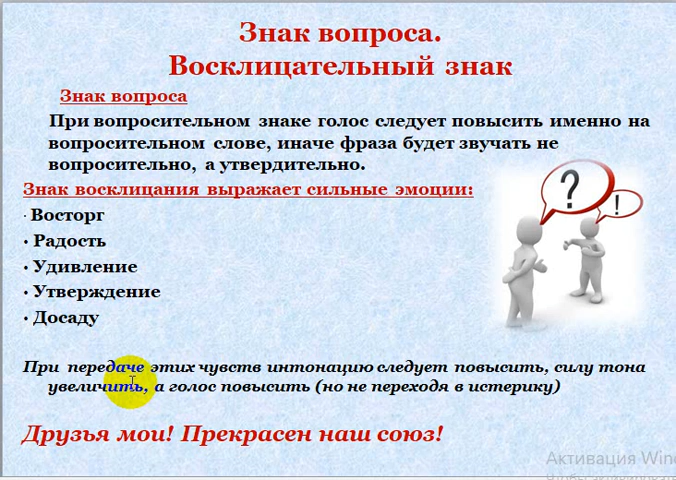 Знак вопроса.
Восклицательный знак
Знак вопроса
При вопросительном знаке голос следует повысить именно на
вопросительном слове, иначе фраза будет звучать не
вопросительно, а утвердительно.
Знак восклицания выражает сильные эмоции:
· Восторг
• Радость
• Удивление
• Утверждение
• Досаду
? !
При передаче этих чувств интонацию следует повысить, силу тона
увеличить, а голос повысить (но не переходя в истерику)
Друзья мои! Прекрасен наш союз!
Активация Win